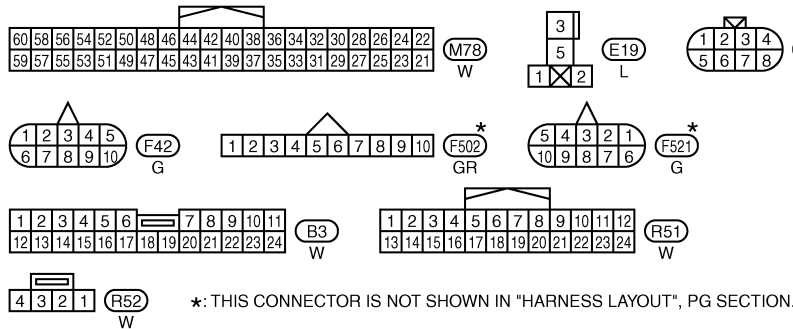 60 58 56 54 52 50 48 46 44 42 40 38 36 34 32 30 28 26 24 22
59 57 55 53 51 49 47 45 43 41 39 37 35 33 31 29 27 25 23 21
M78
W
3
5
1 2
E19
L
1 2 3 4
5 6 7 8
1 2 3 4 5
6 7 8 9 10
F42
G
1 2 3 4 5 6 7 8 9 10
*
F502
GR
5 4 3 2 1
10 9 8 7 6
*
F521
G
1 2 3 4 5 6 7 8 9 10 11
12 13 14 15 16 17 18 19 20 21 22 23 24
B3
W
1 2 3 4 5 6 7 8 9 10 11 12
13 14 15 16 17 18 19 20 21 22 23 24
R51
W
4 3 2 1
R52
W
*: THIS CONNECTOR IS NOT SHOWN IN "HARNESS LAYOUT", PG SECTION.